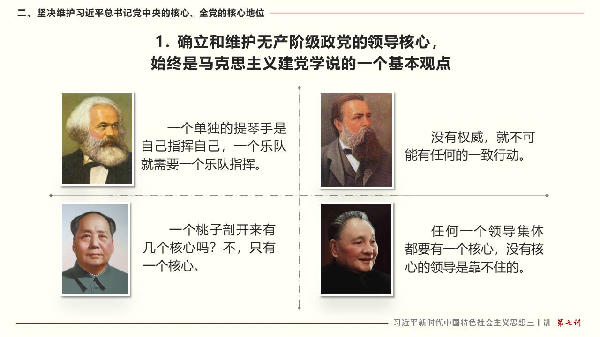 二、坚决维护习近平总书记党中央的核心、全党的核心地位
1. 确立和维护无产阶级政党的领导核心，
始终是马克思主义建党学说的一个基本观点
一个单独的提琴手是
自己指挥自己，一个乐队
就需要一个乐队指挥。
没有权威，就不可
能有任何的一致行动。
一个桃子剖开来有
几个核心吗？不，只有
一个核心、
任何一个领导集体
都要有一个核心，没有核
心的领导是靠不住的。
习近平新时代中国特色社会主义思想三十讲 第七讲